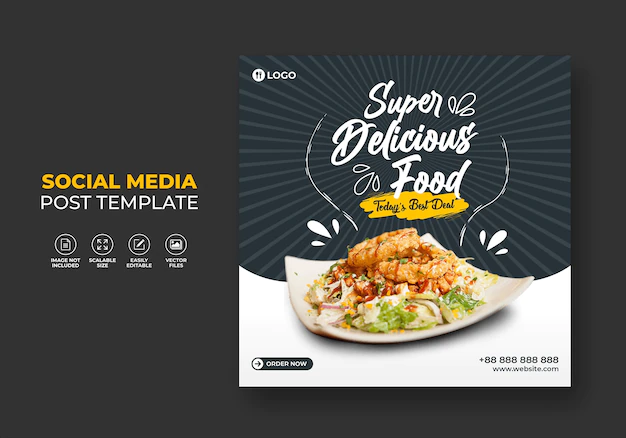 SOCIAL MEDIA
POST TEMPLATE
IMAGE NOT
INCLUDED
SCALABLE
SIZE
EASILY
EDITABLE
VECTOR
FILES
LOGO
Super
Delicious
Food
Today's Best Deal
ORDER NOW
+88 888 888 888
www.website.com